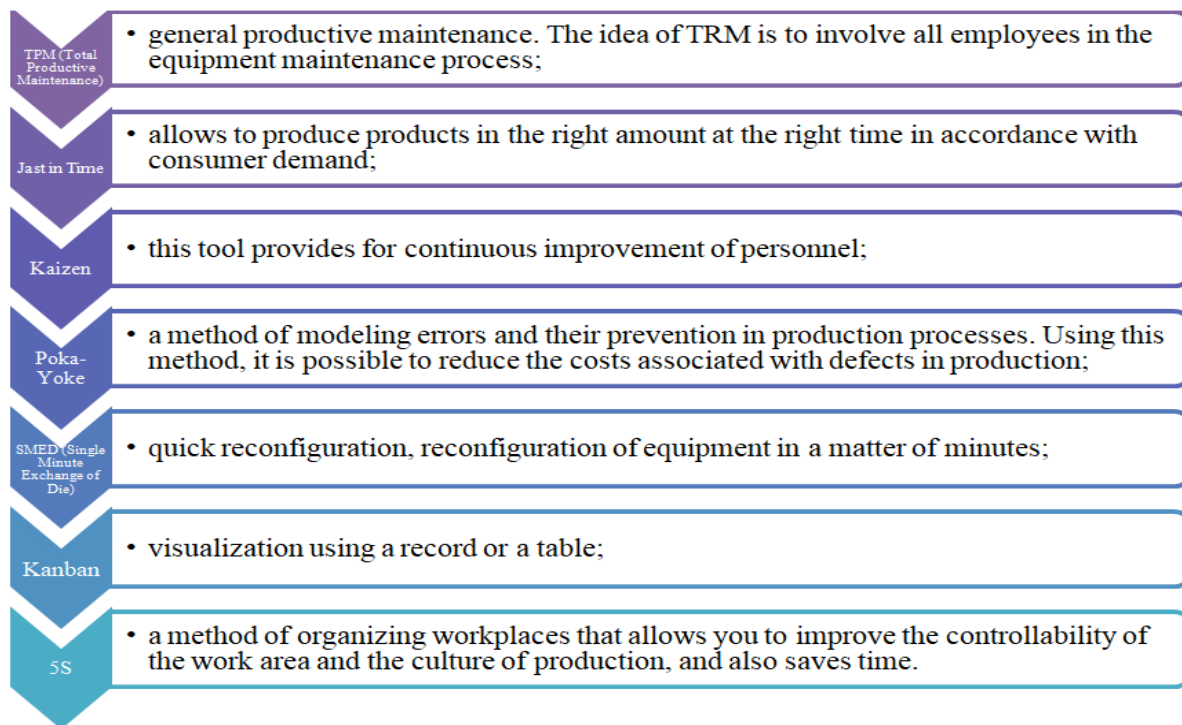 TPM (Total
Productive
Maintenance)
• general productive maintenance. The idea of TRM is to involve all employees in the
equipment maintenance process;
Jast in Time
• allows to produce products in the right amount at the right time in accordance with
consumer demand;
Kaizen
• this tool provides for continuous improvement of personnel;
Poka-
Yoke
• a method of modeling errors and their prevention in production processes. Using this
method, it is possible to reduce the costs associated with defects in production;
SMED (Single
Minute
Exchange of
Die)
• quick reconfiguration, reconfiguration of equipment in a matter of minutes;
Kanban
• visualization using a record or a table;
5S
• a method of organizing workplaces that allows you to improve the controllability of
the work area and the culture of production, and also saves time.